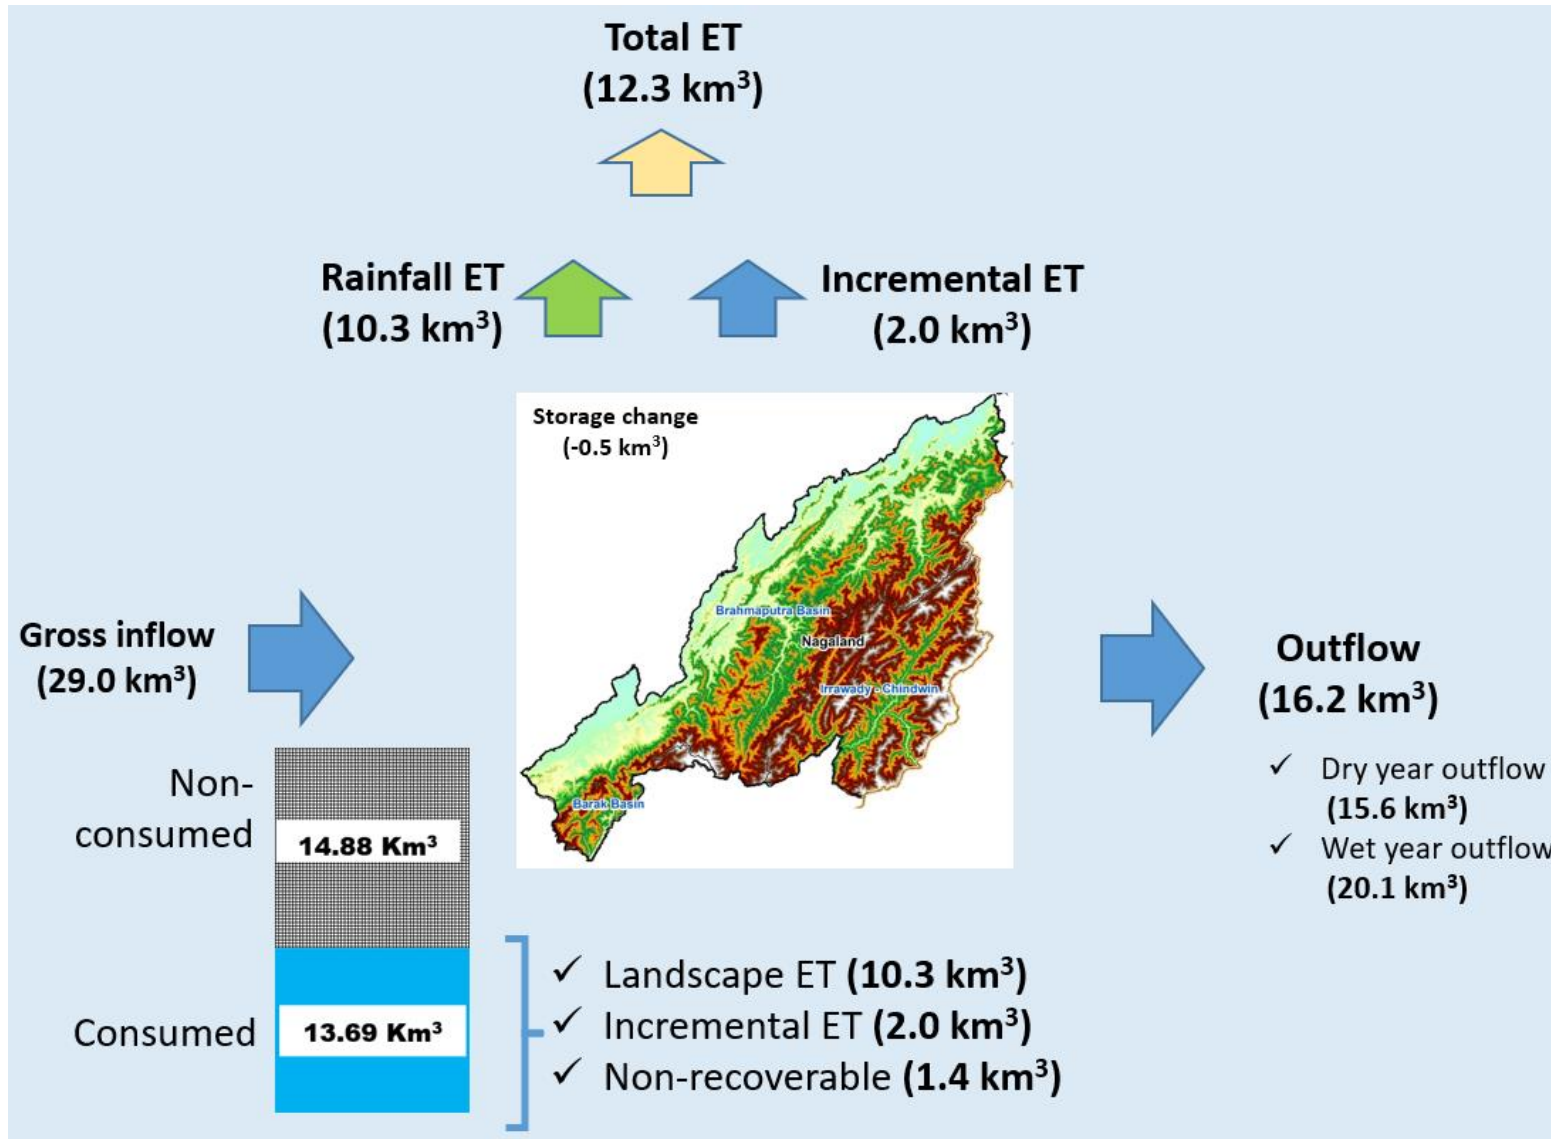 Total ET
(12.3 km³)
Rainfall ET
(10.3 km³)
Incremental ET
(2.0 km³)
Storage change
(-0.5 km³)
Brahmaputra Basin
Nagaland
Irrawady - Chindwin
Barak Basin
Gross inflow
(29.0 km³)
Outflow
(16.2 km³)
✓ Dry year outflow
(15.6 km³)
✓ Wet year outflow
(20.1 km³)
Non-
consumed
14.88 Km³
Consumed
13.69 Km³
✓ Landscape ET (10.3 km³)
✓ Incremental ET (2.0 km³)
✓ Non-recoverable (1.4 km³)